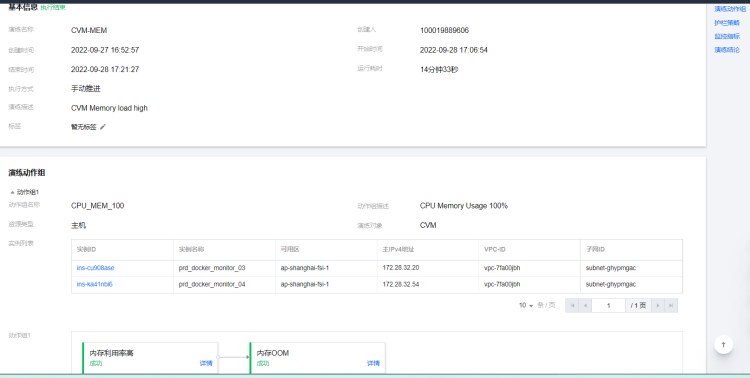 基本信息 执行结束
演练动作组
护栏策略
监控指标
演练结论
演练名称 CVM-MEM 创建人 100019889606
创建时间 2022-09-27 16:52:57 开始时间 2022-09-28 17:06:54
结束时间 2022-09-28 17:21:27 运行耗时 14分钟33秒
执行方式 手动推进
演练描述 CVM Memory load high
标签 暂无标签
演练动作组
动作组1
动作组名称 CPU_MEM_100 动作组描述 CPU Memory Usage 100%
资源类型 主机 演练对象 CVM
实例列表
实例ID 实例名称 可用区 主IPv4地址 VPC-ID 子网ID
ins-cu908ase prd_docker_monitor_03 ap-shanghai-fsi-1 172.28.32.20 vpc-7fa00jbh subnet-ghypmgac
ins-ka41nbi6 prd_docker_monitor_04 ap-shanghai-fsi-1 172.28.32.54 vpc-7fa00jbh subnet-ghypmgac
10 条/页 1 /1 页
动作组1
内存利用率高 内存OOM
成功 详情 成功 详情